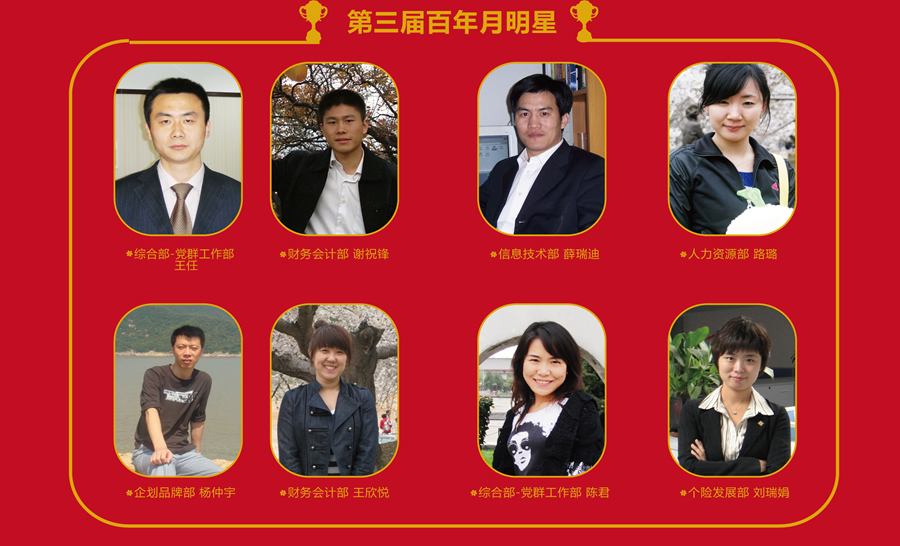 第三届百年月明星
综合部-党群工作部
王任
财务会计部 谢祝锋
信息技术部 薛瑞迪
人力资源部 路璐
企划品牌部 杨仲宇
财务会计部 王欣悦
综合部-党群工作部 陈君
个险发展部 刘瑞娟